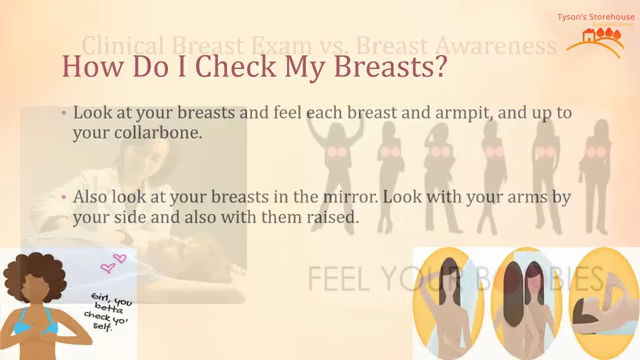 Tyson's Storehouse
Clinical Breast Exam vs. Breast Awareness
How Do I Check My Breasts?
• Look at your breasts and feel each breast and armpit, and up to
your collarbone.
• Also look at your breasts in the mirror. Look with your arms by
your side and also with them raised.
FEEL YOUR BOOBIES
Girl, you
betta
check yo'
self.